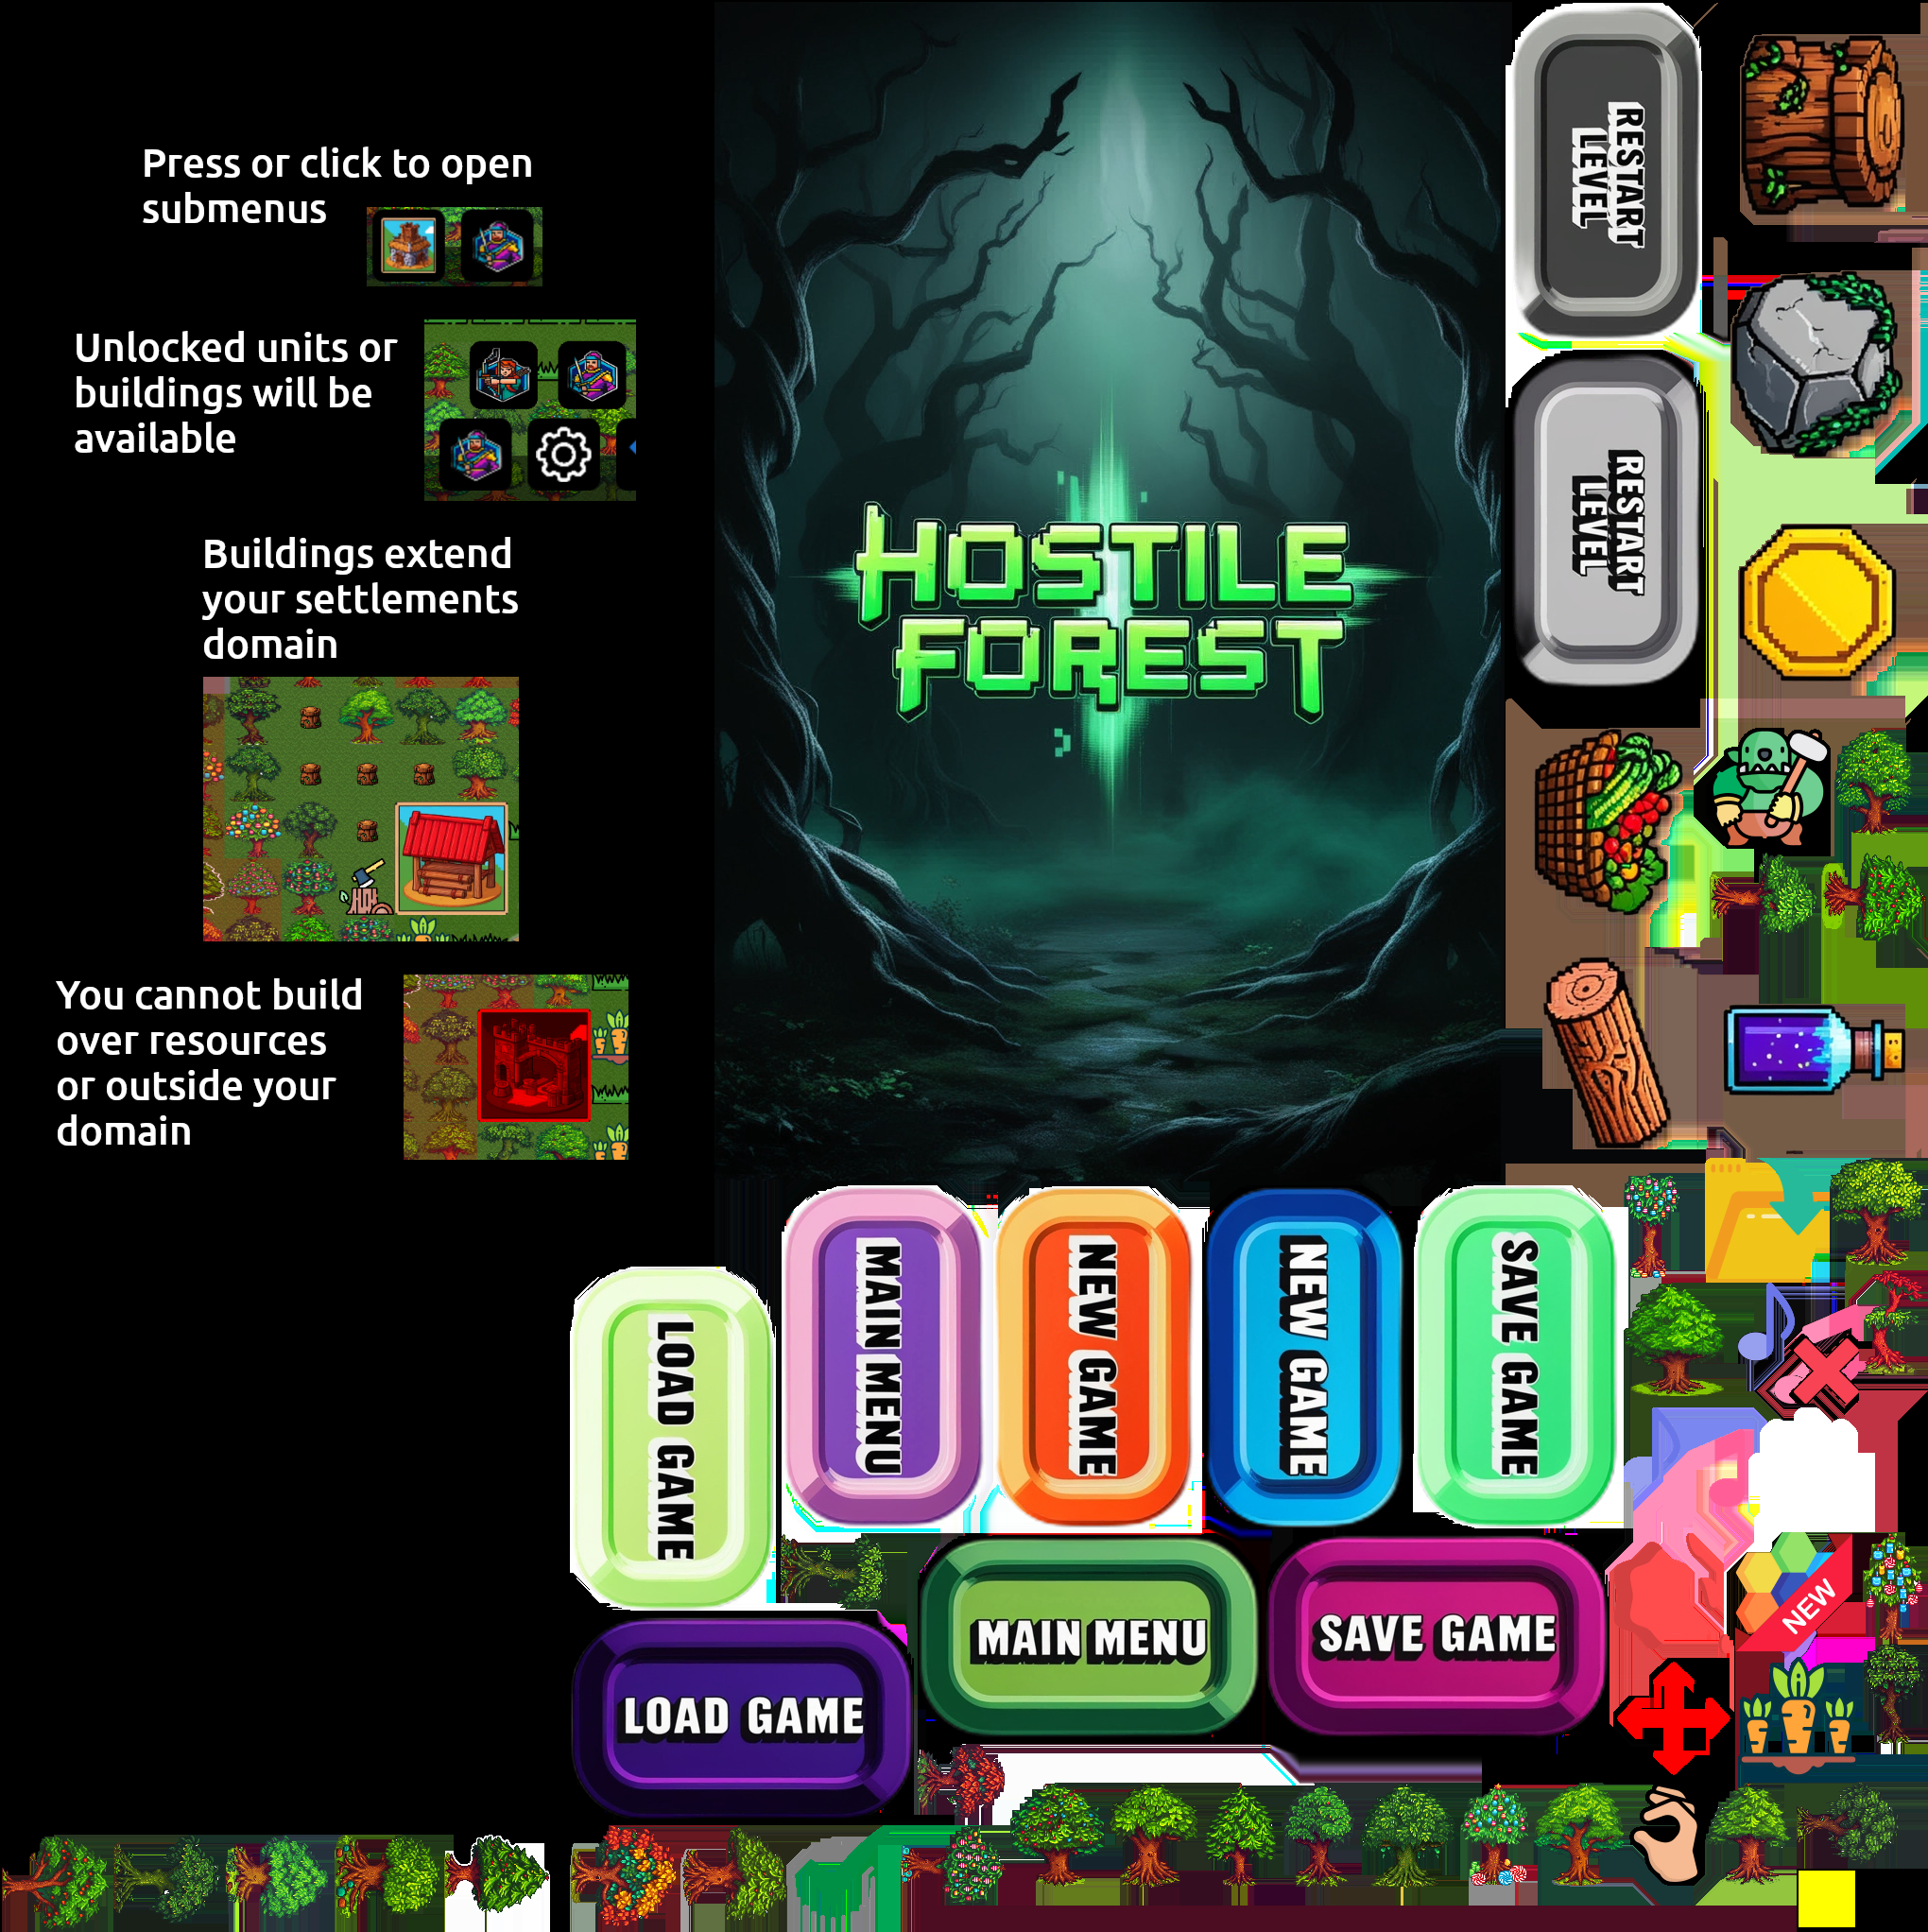 Press or click to open
submenus
Unlocked units or
buildings will be
available
Buildings extend
your settlements
domain
You cannot build
over resources
or outside your
domain
HOSTILE
FOREST
RESTART
LEVEL
RESTART
LEVEL
LOAD GAME
MAIN MENU
NEW GAME
NEW GAME
SAVE GAME
MAIN MENU
SAVE GAME
LOAD GAME
NEW